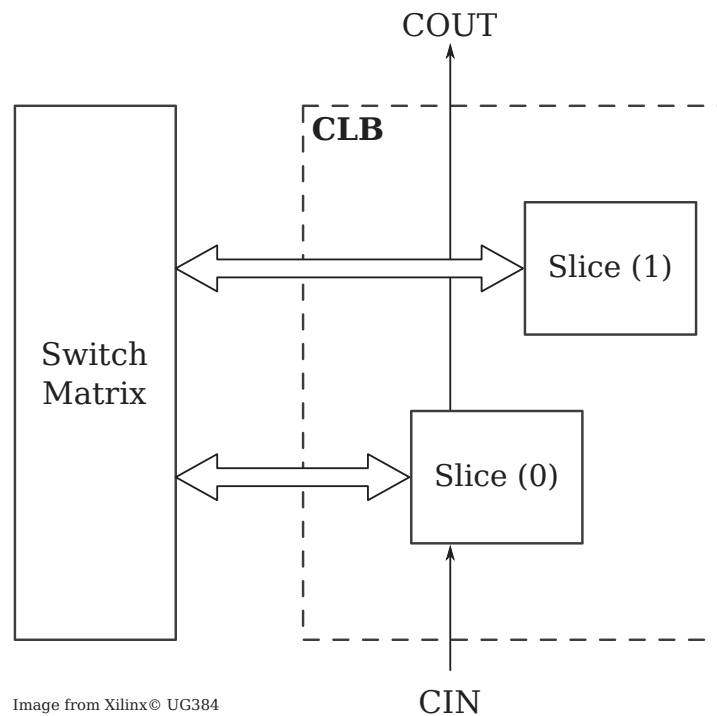 COUT
CLB
Slice (1)
Switch
Matrix
Slice (0)
Image from Xilinx© UG384
CIN